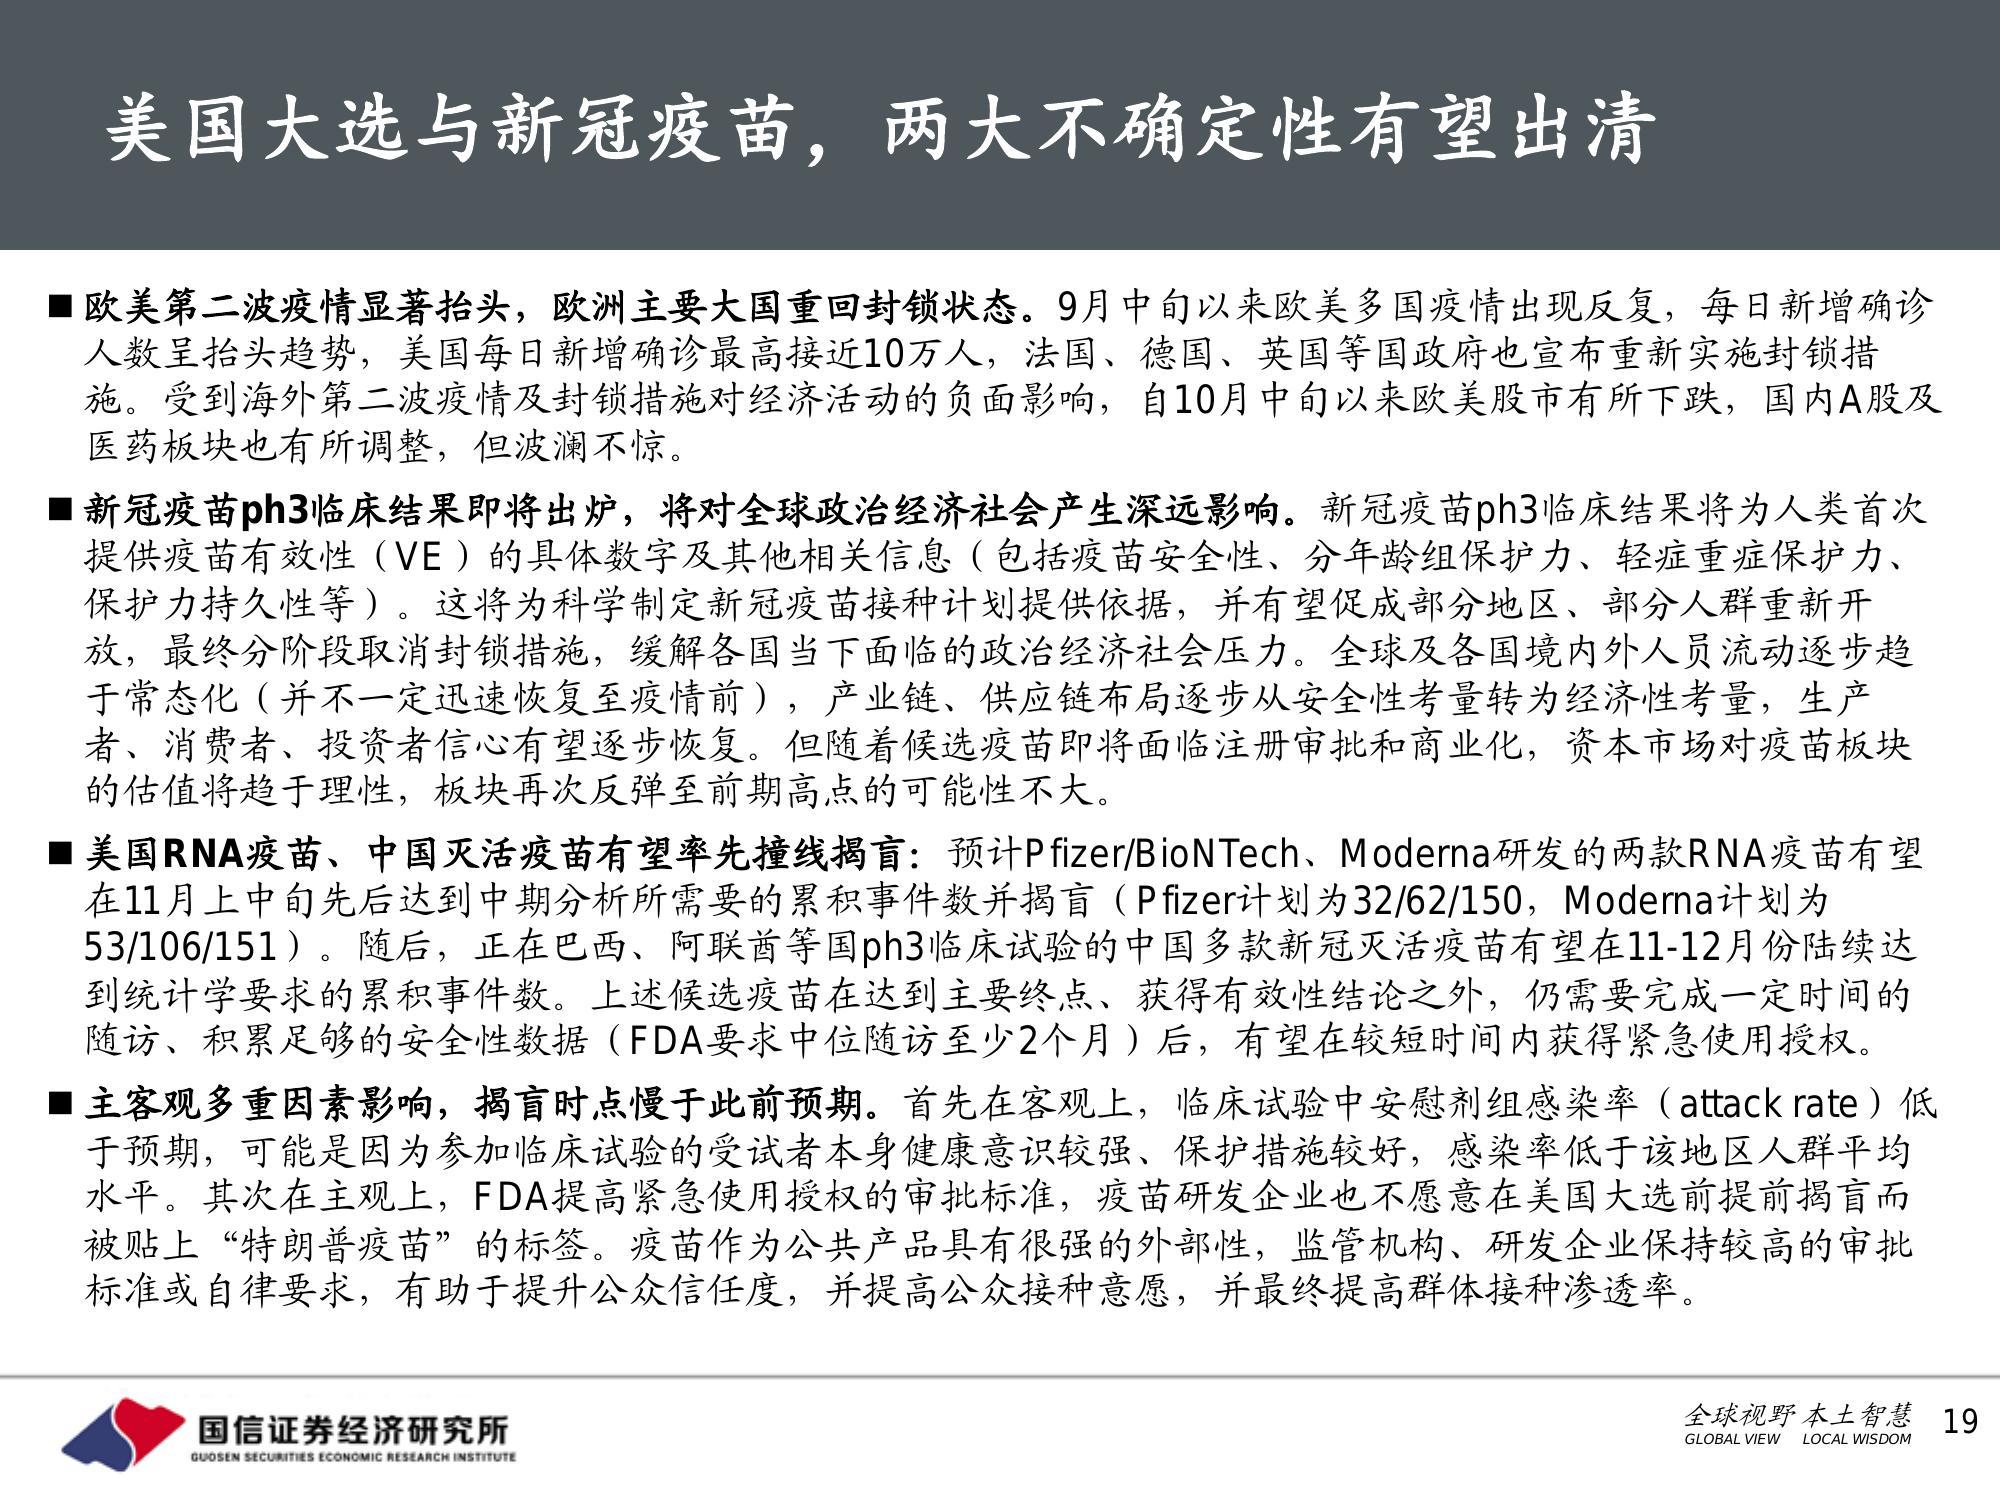 美国大选与新冠疫苗，两大不确定性有望出清
■ 欧美第二波疫情显著抬头，欧洲主要大国重回封锁状态。9月中旬以来欧美多国疫情出现反复，每日新增确诊
人数呈抬头趋势，美国每日新增确诊最高接近10万人，法国、德国、英国等国政府也宣布重新实施封锁措
施。受到海外第二波疫情及封锁措施对经济活动的负面影响，自10月中旬以来欧美股市有所下跌，国内A股及
医药板块也有所调整，但波澜不惊。
■ 新冠疫苗ph3临床结果即将出炉，将对全球政治经济社会产生深远影响。新冠疫苗ph3临床结果将为人类首次
提供疫苗有效性（VE）的具体数字及其他相关信息（包括疫苗安全性、分年龄组保护力、轻症重症保护力、
保护力持久性等）。这将为科学制定新冠疫苗接种计划提供依据，并有望促成部分地区、部分人群重新开
放，最终分阶段取消封锁措施，缓解各国当下面临的政治经济社会压力。全球及各国境内外人员流动逐步趋
于常态化（并不一定迅速恢复至疫情前），产业链、供应链布局逐步从安全性考量转为经济性考量，生产
者、消费者、投资者信心有望逐步恢复。但随着候选疫苗即将面临注册审批和商业化，资本市场对疫苗板块
的估值将趋于理性，板块再次反弹至前期高点的可能性不大。
■ 美国RNA疫苗、中国灭活疫苗有望率先撞线揭盲：预计Pfizer/BioNTech、Moderna研发的两款RNA疫苗有望
在11月上中旬先后达到中期分析所需要的累积事件数并揭盲（Pfizer计划为32/62/150，Moderna计划为
53/106/151）。随后，正在巴西、阿联酋等国ph3临床试验的中国多款新冠灭活疫苗有望在11-12月份陆续达
到统计学要求的累积事件数。上述候选疫苗在达到主要终点、获得有效性结论之外，仍需要完成一定时间的
随访、积累足够的安全性数据（FDA要求中位随访至少2个月）后，有望在较短时间内获得紧急使用授权。
■ 主客观多重因素影响，揭盲时点慢于此前预期。首先在客观上，临床试验中安慰剂组感染率（attack rate）低
于预期，可能是因为参加临床试验的受试者本身健康意识较强、保护措施较好，感染率低于该地区人群平均
水平。其次在主观上，FDA提高紧急使用授权的审批标准，疫苗研发企业也不愿意在美国大选前提前揭盲而
被贴上“特朗普疫苗”的标签。疫苗作为公共产品具有很强的外部性，监管机构、研发企业保持较高的审批
标准或自律要求，有助于提升公众信任度，并提高公众接种意愿，并最终提高群体接种渗透率。
国信证券经济研究所
GUOSEN SECURITIES ECONOMIC RESEARCH INSTITUTE
全球视野 本土智慧
GLOBAL VIEW LOCAL WISDOM
19